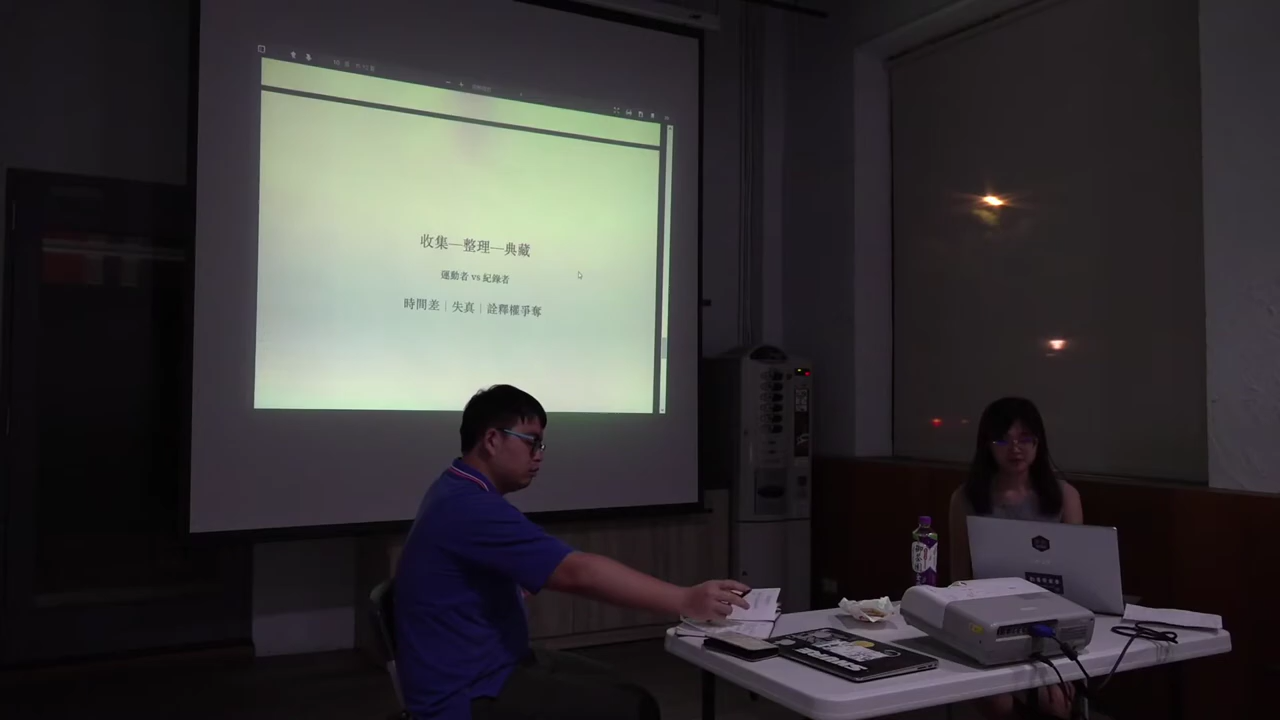 收集—整理—典藏
運動者 vs 紀錄者
時間差 | 失真 | 詮釋權爭奪